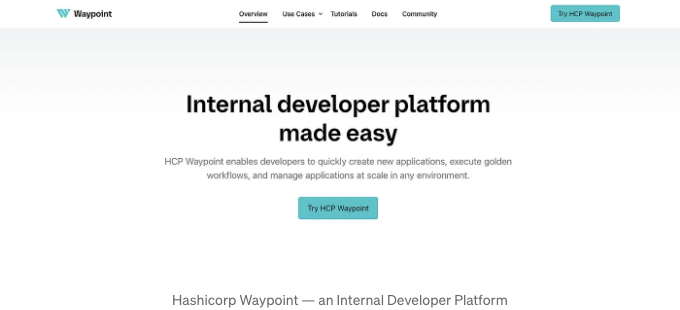 Waypoint
Overview
Use Cases
Tutorials
Docs
Community
Try HCP Waypoint
Internal developer platform
made easy
HCP Waypoint enables developers to quickly create new applications, execute golden
workflows, and manage applications at scale in any environment.
Try HCP Waypoint
Hashicorp Waypoint — an Internal Developer Platform